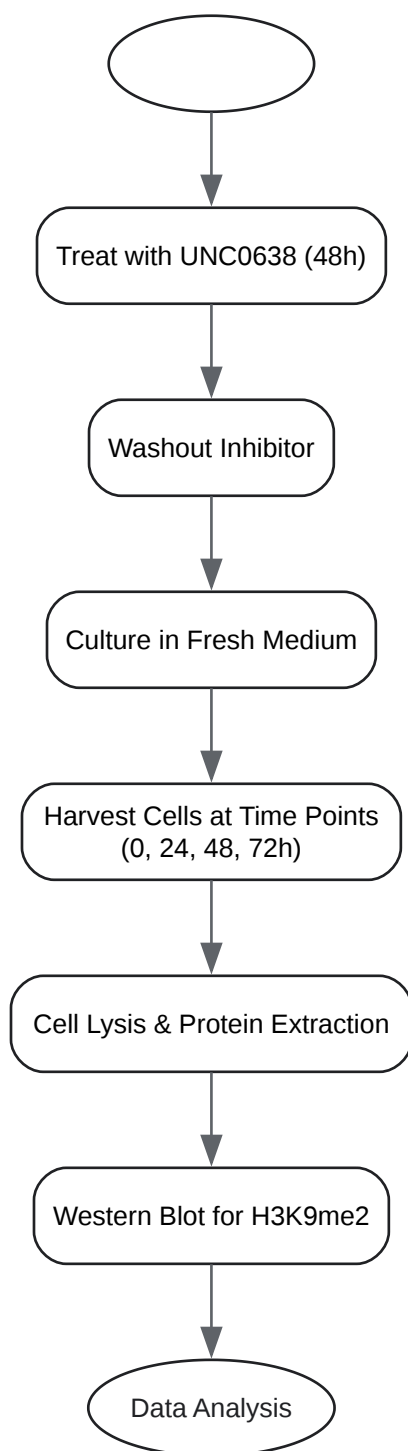 Treat with UNC0638 (48h)
Washout Inhibitor
Culture in Fresh Medium
Harvest Cells at Time Points
(0, 24, 48, 72h)
Cell Lysis & Protein Extraction
Western Blot for H3K9me2
Data Analysis